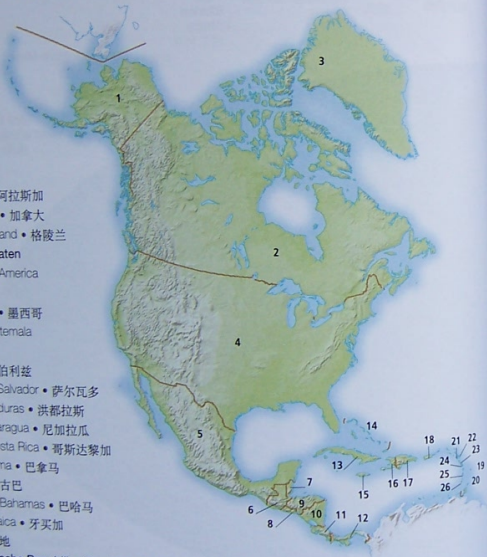 阿拉斯加
• 加拿大
and • 格陵兰
aten
America
• 墨西哥
temala
伯利兹
Salvador • 萨尔瓦多
duras • 洪都拉斯
aragua • 尼加拉瓜
sta Rica • 哥斯达黎加
ma • 巴拿马
古巴
Bahamas • 巴哈马
aica • 牙买加
地
1
2
3
4
5
6
7
8
9
10
11
12
13
14
15
16
17
18
19
20
21
22
23
24
25
26